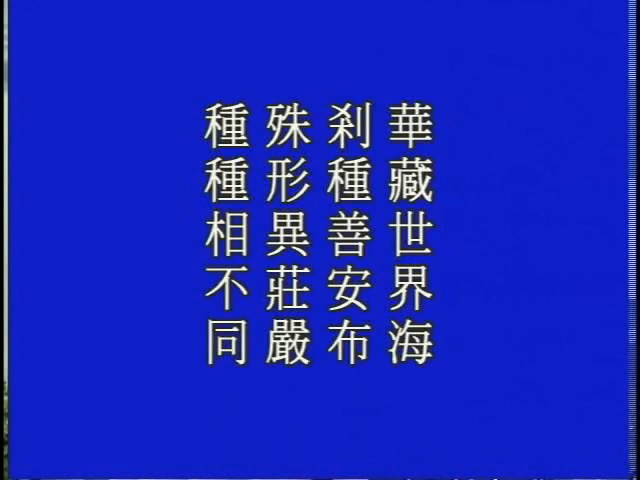 華藏世界海
剎種善安布
殊形異莊嚴
種種相不同